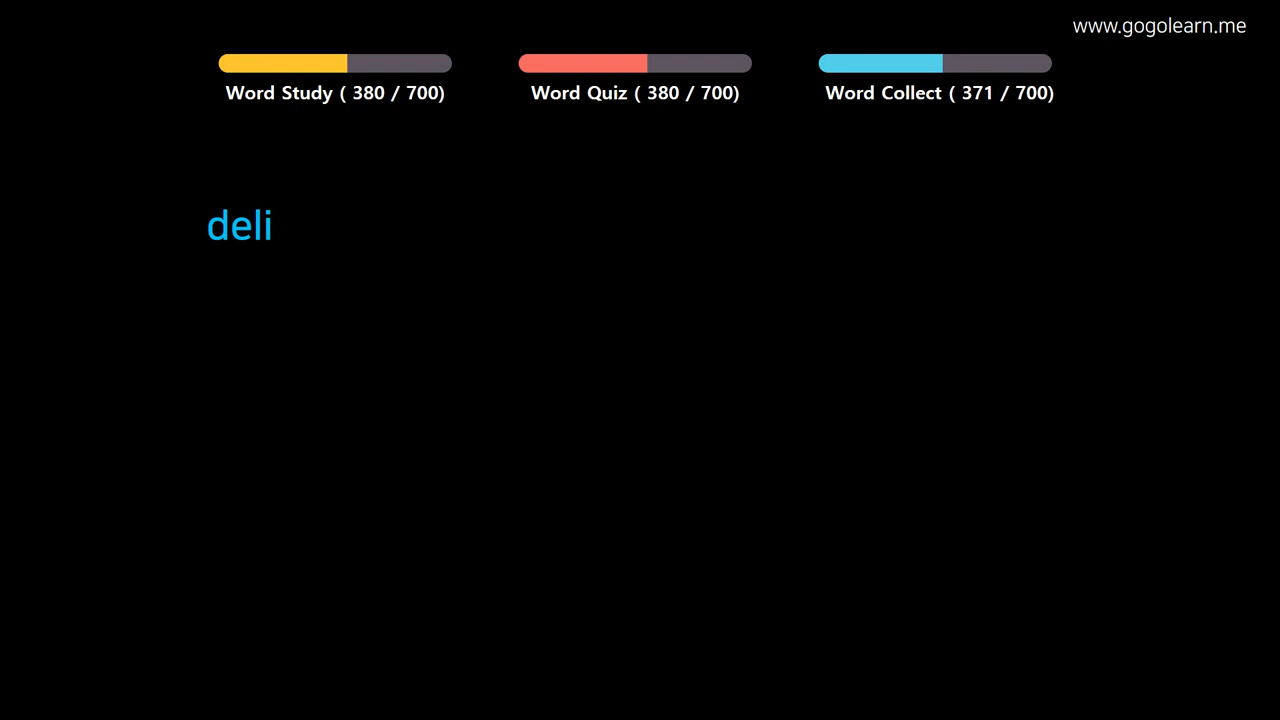 www.gogolearn.me
Word Study ( 380 / 700)
Word Quiz ( 380 / 700)
Word Collect ( 371 / 700)
deli